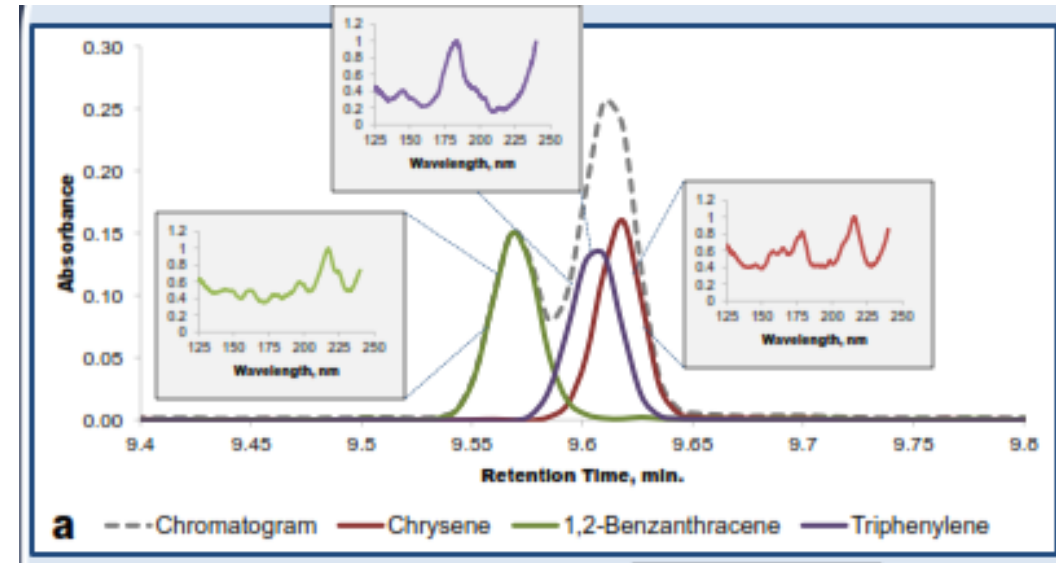 1.2
1
0.8
0.6
0.4
0.2
0
125 150 175 200 225 250
Wavelength, nm
0.30
0.25
0.20
0.15
0.10
0.05
0.00
Absorbance
1.2
1
0.8
0.6
0.4
0.2
0
125 150 175 200 225 250
Wavelength, nm
1.2
1
0.8
0.6
0.4
0.2
0
125 150 175 200 225 250
Wavelength, nm
9.4 9.45 9.5 9.55 9.6 9.65 9.7 9.75 9.8
Retention Time, min.
a Chromatogram Chrysene 1,2-Benzanthracene Triphenylene